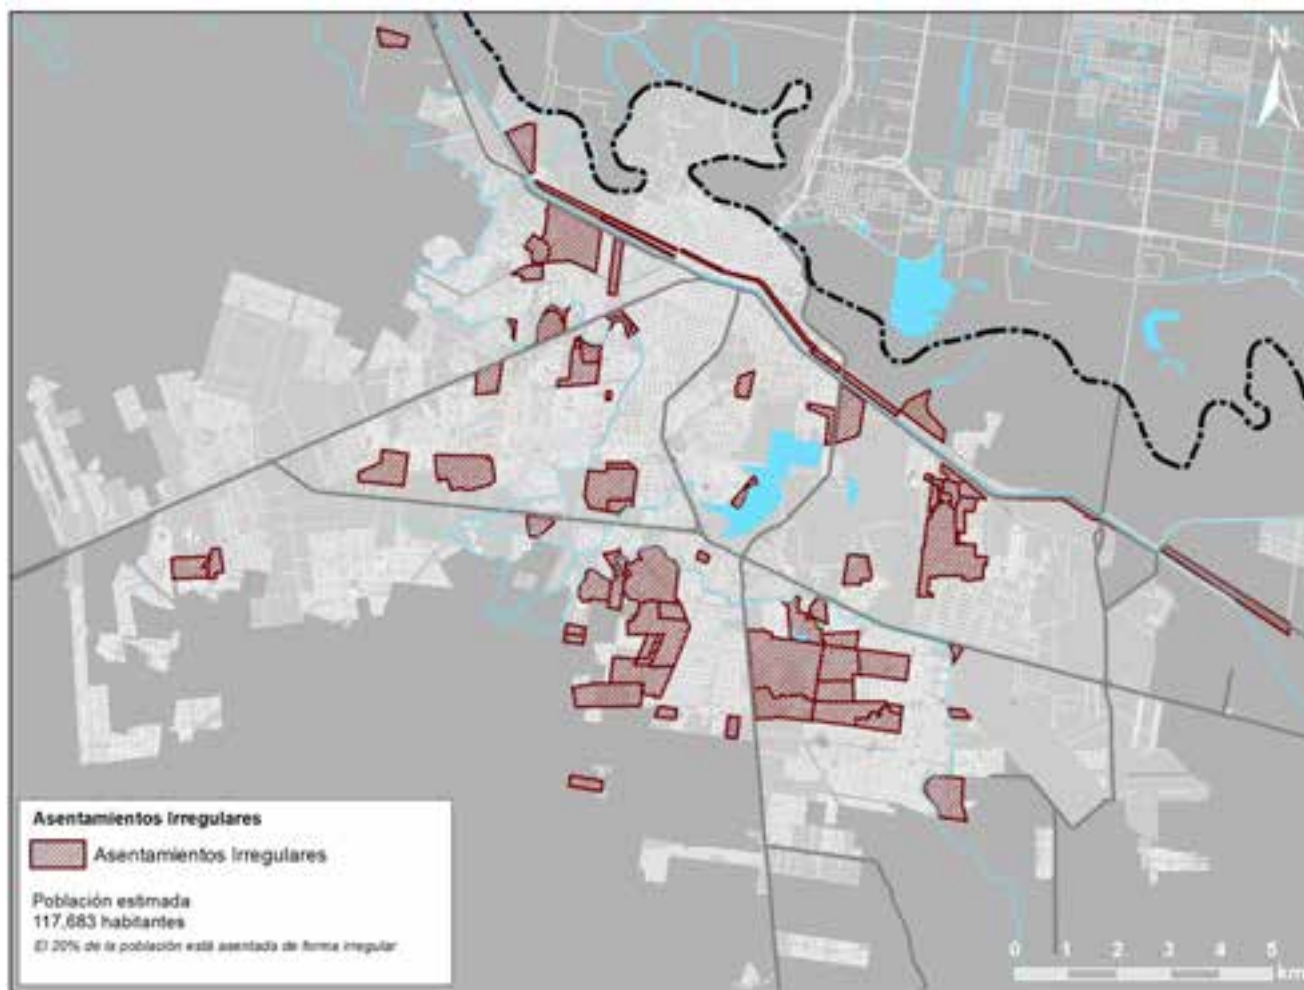 N
Asentamientos Irregulares
Asentamientos Irregulares
Población estimada
117,683 habitantes
El 20% de la población está asentada de forma irregular
0 1 2 3 4 5
km